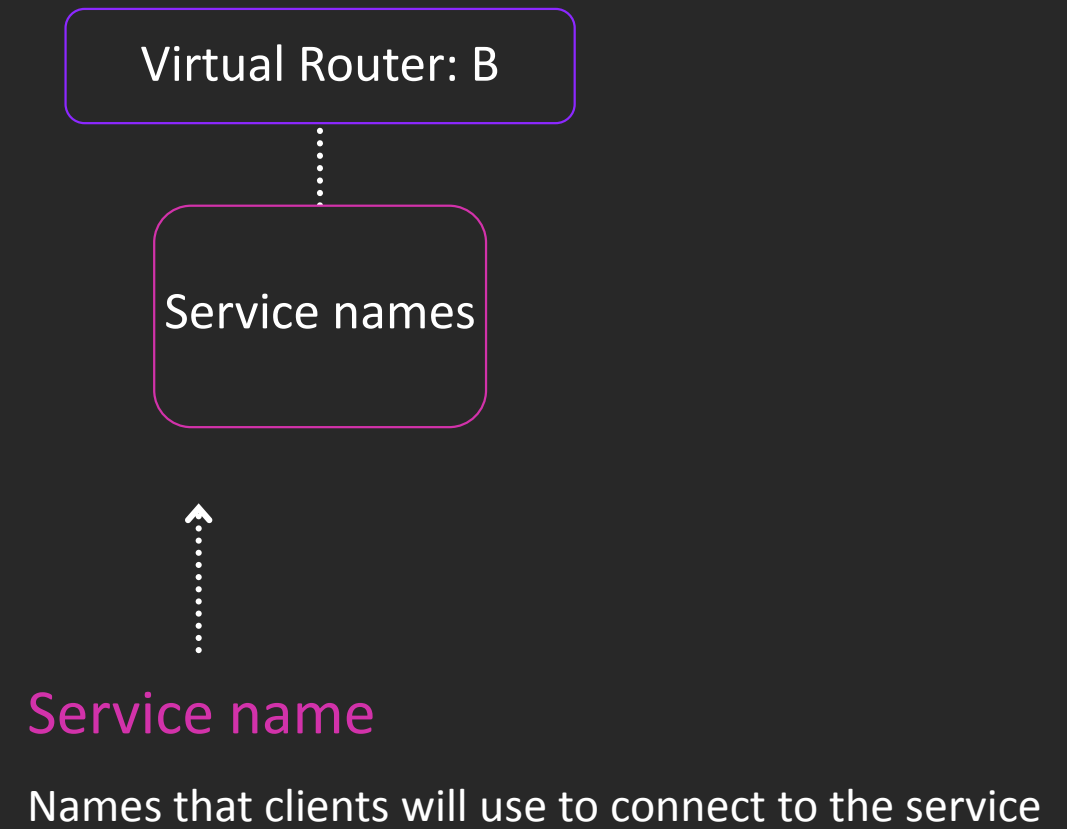 Virtual Router: B
Service names
Service name
Names that clients will use to connect to the service